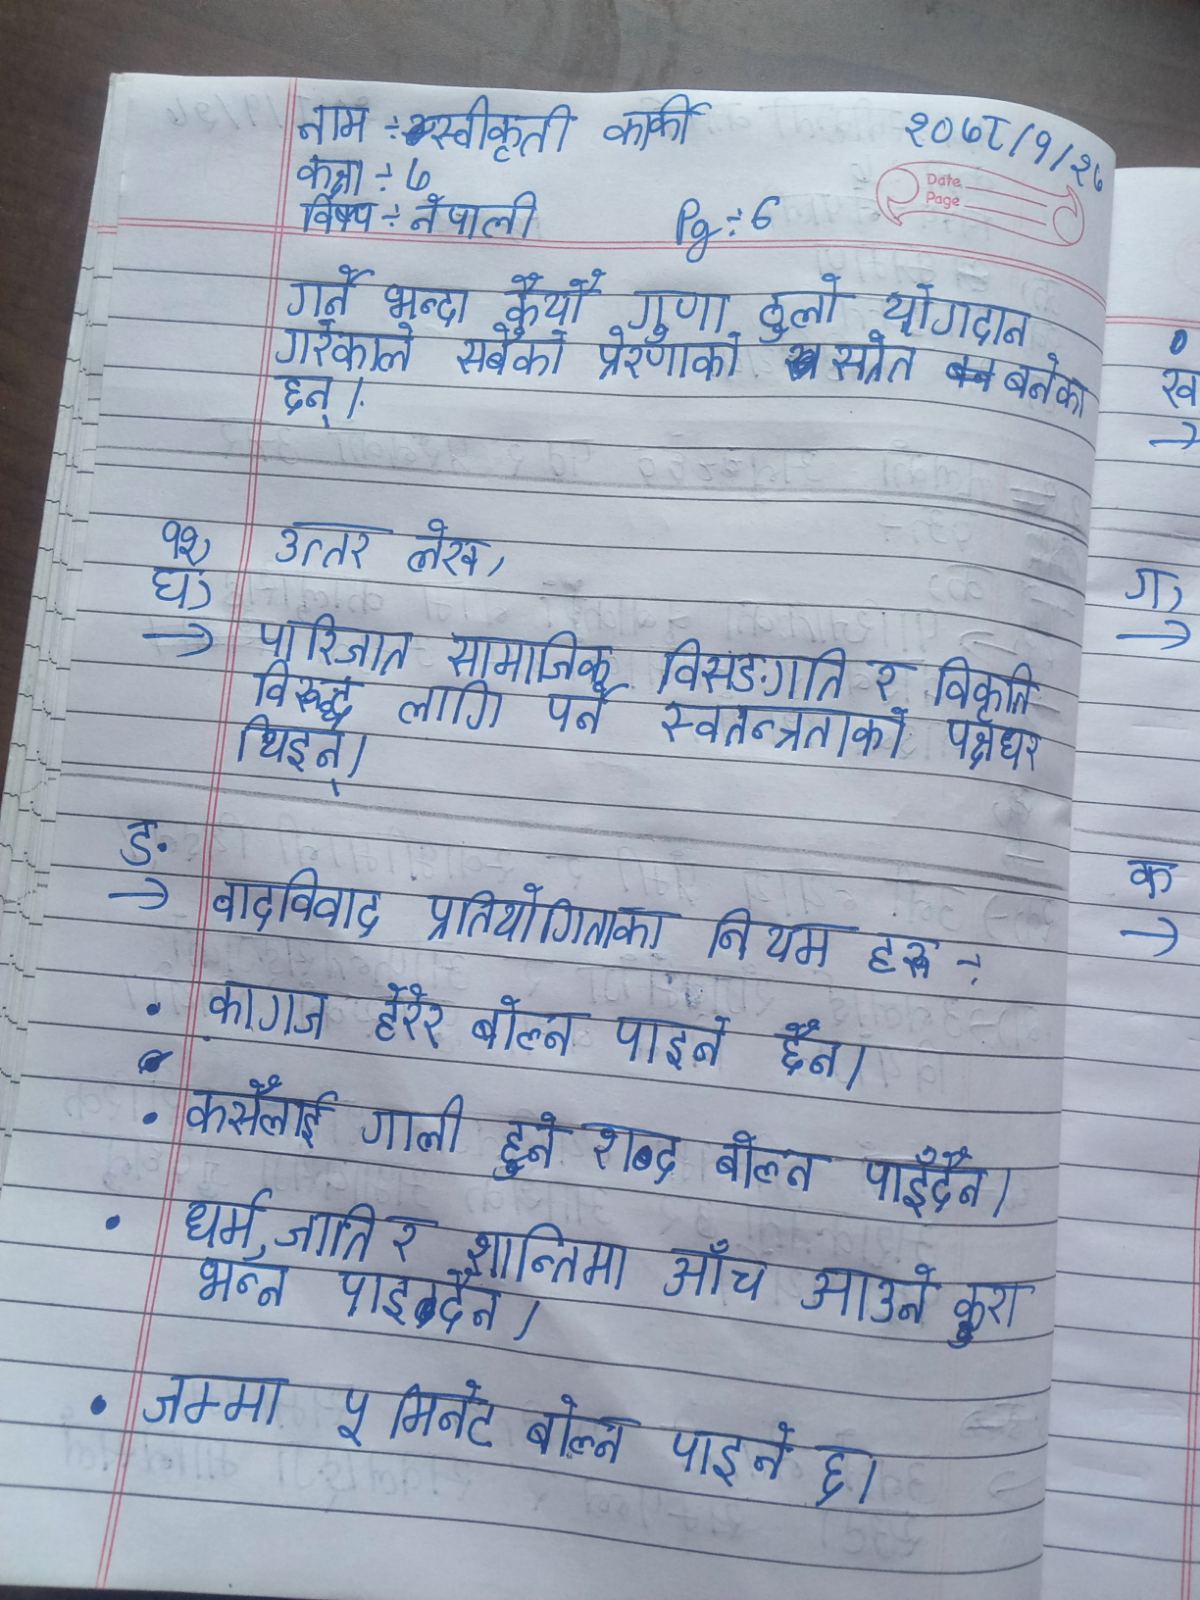 नाम :- स्वीकृती कार्की
२०७८/१/२७
कक्षा :- ७
Date
Page
विषय :- नेपाली
Pg :- 6
गर्ने भन्दा कैयौँ गुणा ठुलो योगदान
गरेकाले सबैको प्रेरणाको स्रोत बनेका
छन्।
१२,
उत्तर लेख,
घ)
→ पारिजात सामाजिक विसङ्गति र विकृति
विरूद्ध लागि पर्ने स्वतन्त्रताको पक्षधर
थिइन्।
ङ.
→ वादविवाद प्रतियोगिताका नियम हरू :-
• कागज हेरेर बोल्न पाइने छैन।
• कसैलाई गाली हुने शब्द बोल्न पाइँदैन।
• धर्म, जाति र शान्तिमा आँच आउने कुरा
भन्न पाइदैन।
• जम्मा ५ मिनेट बोल्न पाइने छ।
ख
→
ग)
→
क
→